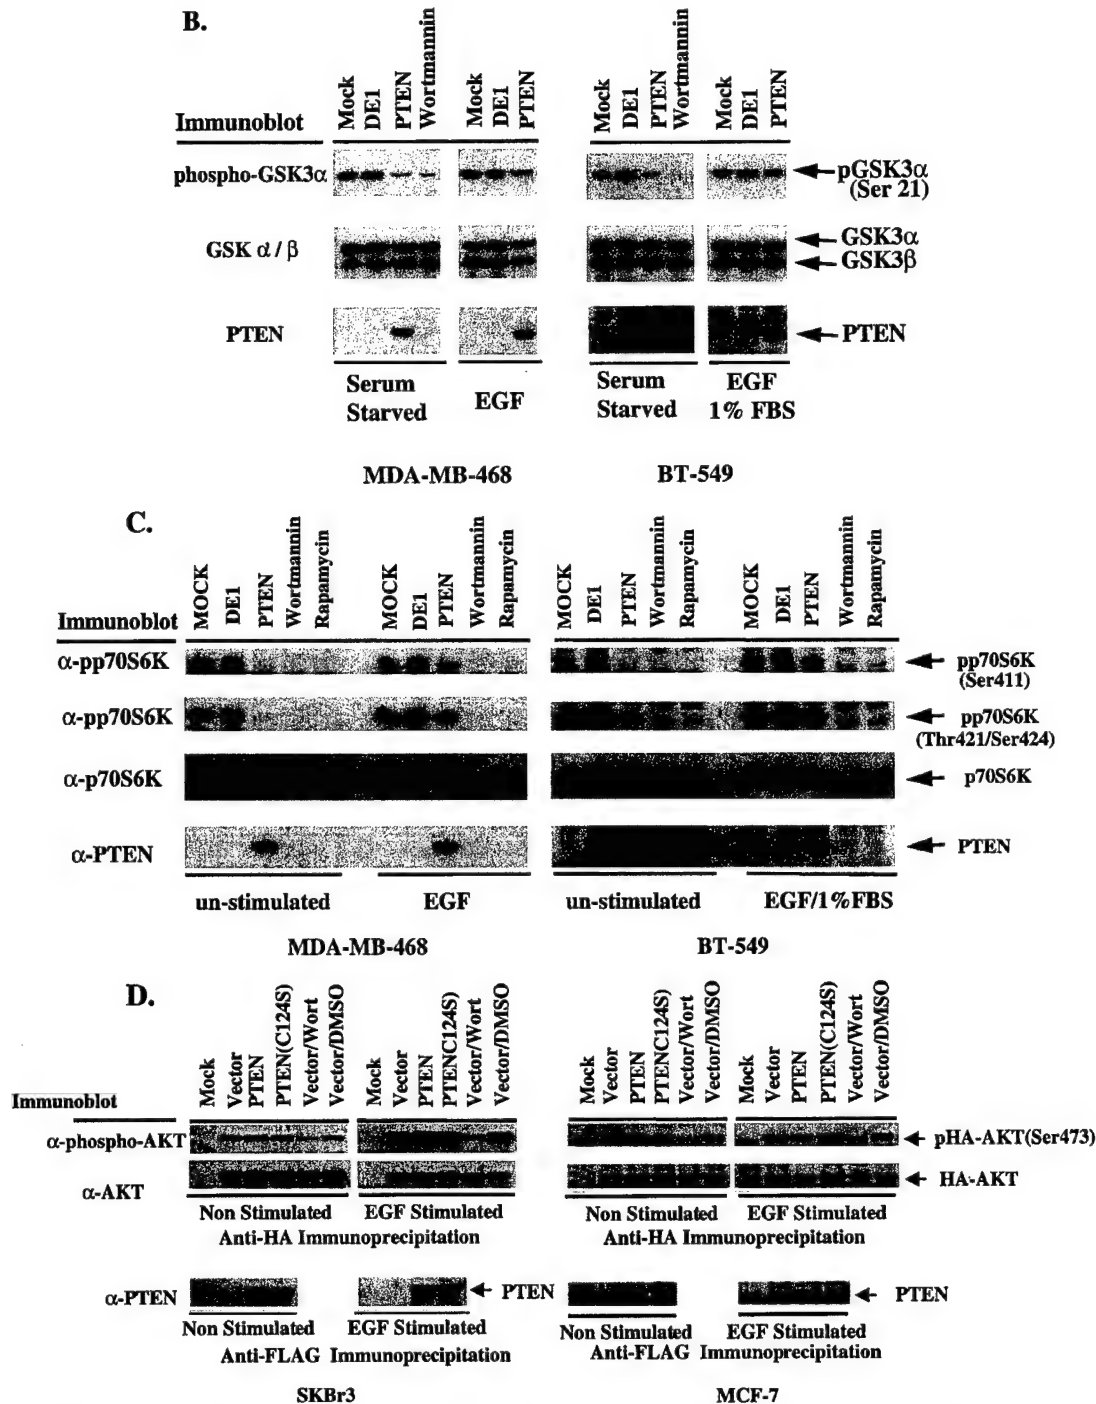 B.
Immunoblot
Mock
DE1
PTEN
Wortmannin
Mock
DE1
PTEN
Mock
DE1
PTEN
Wortmannin
Mock
DE1
PTEN
phospho-GSK3α
pGSK3α
(Ser 21)
GSK α / β
GSK3α
GSK3β
PTEN
PTEN
Serum
Starved
EGF
Serum
Starved
EGF
1% FBS
MDA-MB-468
BT-549
C.
Immunoblot
MOCK
DE1
PTEN
Wortmannin
Rapamycin
MOCK
DE1
PTEN
Wortmannin
Rapamycin
MOCK
DE1
PTEN
Wortmannin
Rapamycin
MOCK
DE1
PTEN
Wortmannin
Rapamycin
α-pp70S6K
pp70S6K
(Ser411)
α-pp70S6K
pp70S6K
(Thr421/Ser424)
α-p70S6K
p70S6K
α-PTEN
PTEN
un-stimulated
EGF
un-stimulated
EGF/1%FBS
MDA-MB-468
BT-549
D.
Immunoblot
Mock
Vector
PTEN
PTEN(C124S)
Vector/Wort
Vector/DMSO
Mock
Vector
PTEN
PTENC124S)
Vector/Wort
Vector/DMSO
Mock
Vector
PTEN
PTENC124S)
Vector/Wort
Vector/DMSO
Mock
Vector
PTEN
PTEN(C124S)
Vector/Wort
Vector/DMSO
α-phospho-AKT
pHA-AKT(Ser473)
α-AKT
HA-AKT
Non Stimulated
EGF Stimulated
Anti-HA Immunoprecipitation
Non Stimulated
EGF Stimulated
Anti-HA Immunoprecipitation
α-PTEN
PTEN
PTEN
Non Stimulated
EGF Stimulated
Anti-FLAG Immunoprecipitation
Non Stimulated
EGF Stimulated
Anti-FLAG Immunoprecipitation
SKBr3
MCF-7